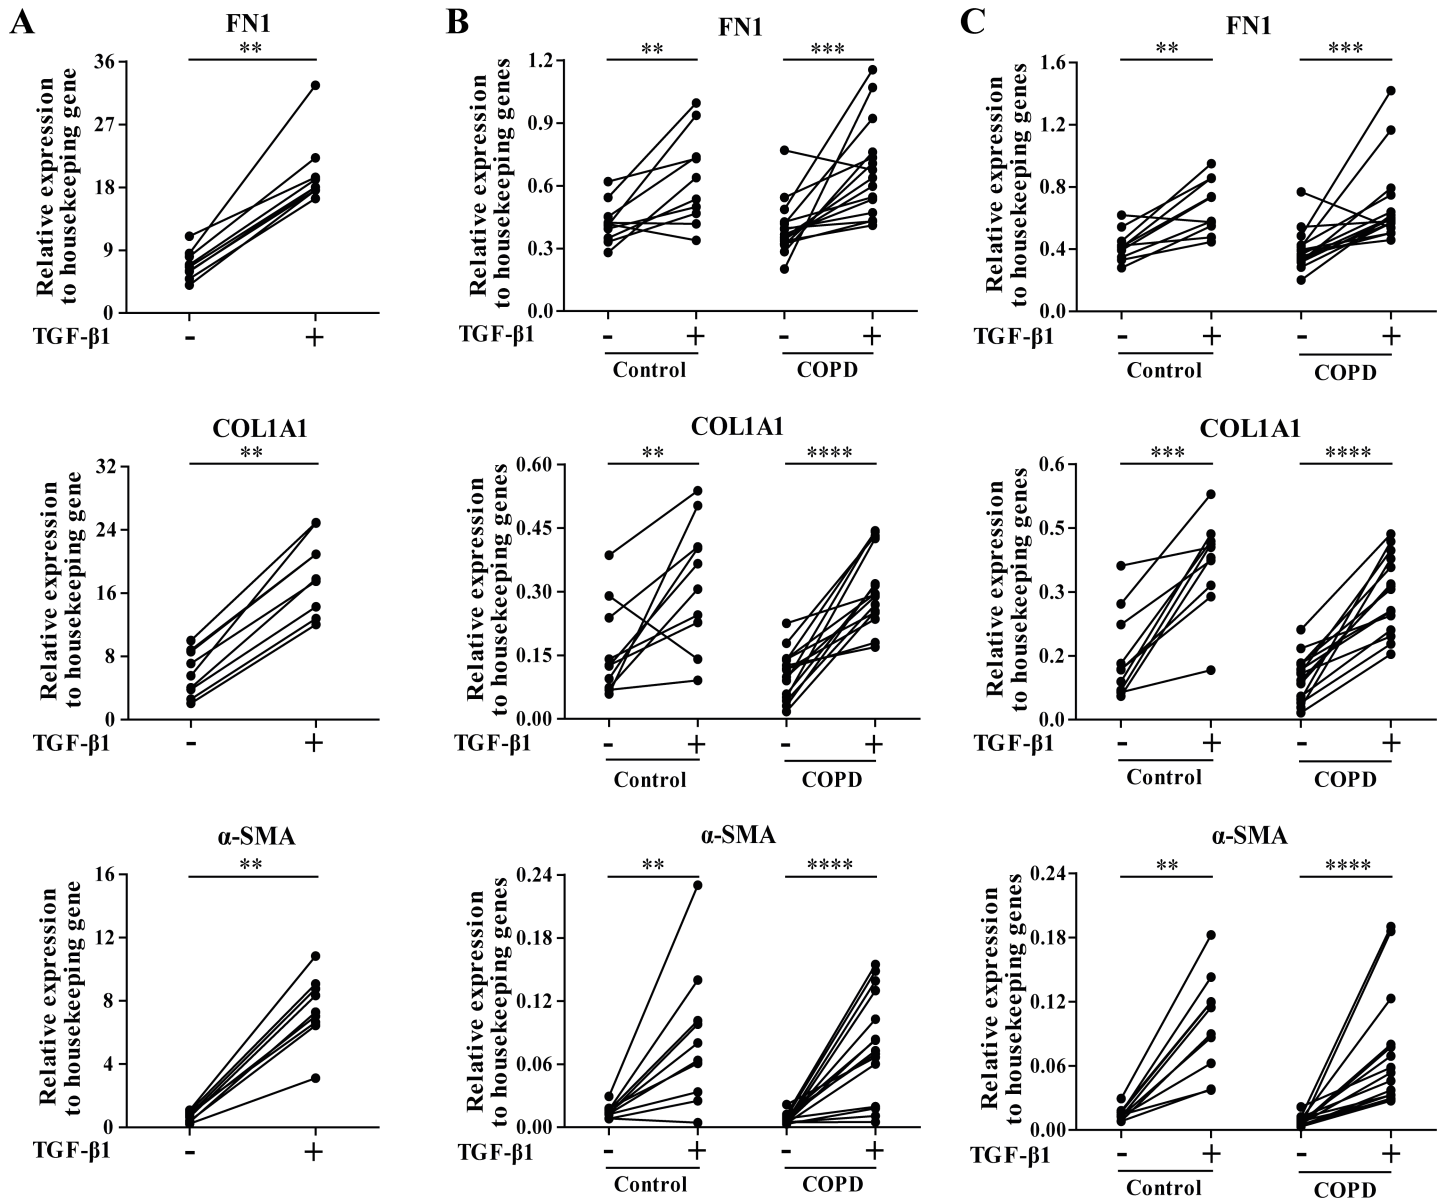 A
FN1
**
Relative expression
to housekeeping gene
36
27
18
9
0
TGF-β1
-
+
B
FN1
**
***
Relative expression
to housekeeping genes
1.2
0.9
0.6
0.3
0.0
TGF-β1
-
+
-
+
Control
COPD
C
FN1
**
***
Relative expression
to housekeeping genes
1.6
1.2
0.8
0.4
0.0
TGF-β1
-
+
-
+
Control
COPD
COL1A1
**
Relative expression
to housekeeping gene
32
24
16
8
0
TGF-β1
-
+
COL1A1
**
****
Relative expression
to housekeeping genes
0.60
0.45
0.30
0.15
0.00
TGF-β1
-
+
-
+
Control
COPD
COL1A1
***
****
Relative expression
to housekeeping genes
0.6
0.5
0.3
0.2
0.0
TGF-β1
-
+
-
+
Control
COPD
α-SMA
**
Relative expression
to housekeeping gene
16
12
8
4
0
TGF-β1
-
+
α-SMA
**
****
Relative expression
to housekeeping genes
0.24
0.18
0.12
0.06
0.00
TGF-β1
-
+
-
+
Control
COPD
α-SMA
**
****
Relative expression
to housekeeping genes
0.24
0.18
0.12
0.06
0.00
TGF-β1
-
+
-
+
Control
COPD